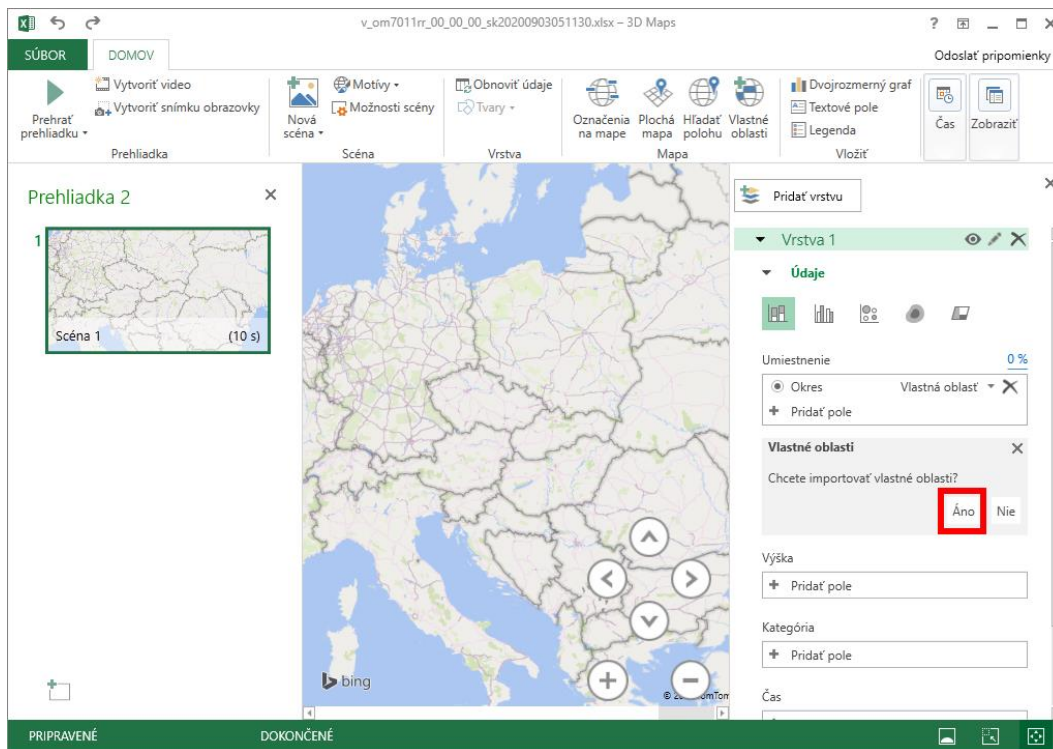 v_om7011rr_00_00_00_sk20200903051130.xlsx – 3D Maps
SÚBOR
DOMOV
Odoslať pripomienky
Prehrať prehliadku
Vytvoriť video
Vytvoriť snímku obrazovky
Prehliadka
Nová scéna
Motívy
Možnosti scény
Scéna
Obnoviť údaje
Tvary
Vrstva
Označenia na mape
Plochá mapa
Hľadať polohu
Vlastné oblasti
Mapa
Dvojrozmerný graf
Textové pole
Legenda
Vložiť
Čas
Zobraziť
Prehliadka 2
1
Scéna 1 (10 s)
bing
Pridať vrstvu
Vrstva 1
Údaje
Umiestnenie 0 %
Okres Vlastná oblasť
Pridať pole
Vlastné oblasti
Chcete importovať vlastné oblasti?
Áno Nie
Výška
Pridať pole
Kategória
Pridať pole
Čas
PRIPRAVENÉ DOKONČENÉ